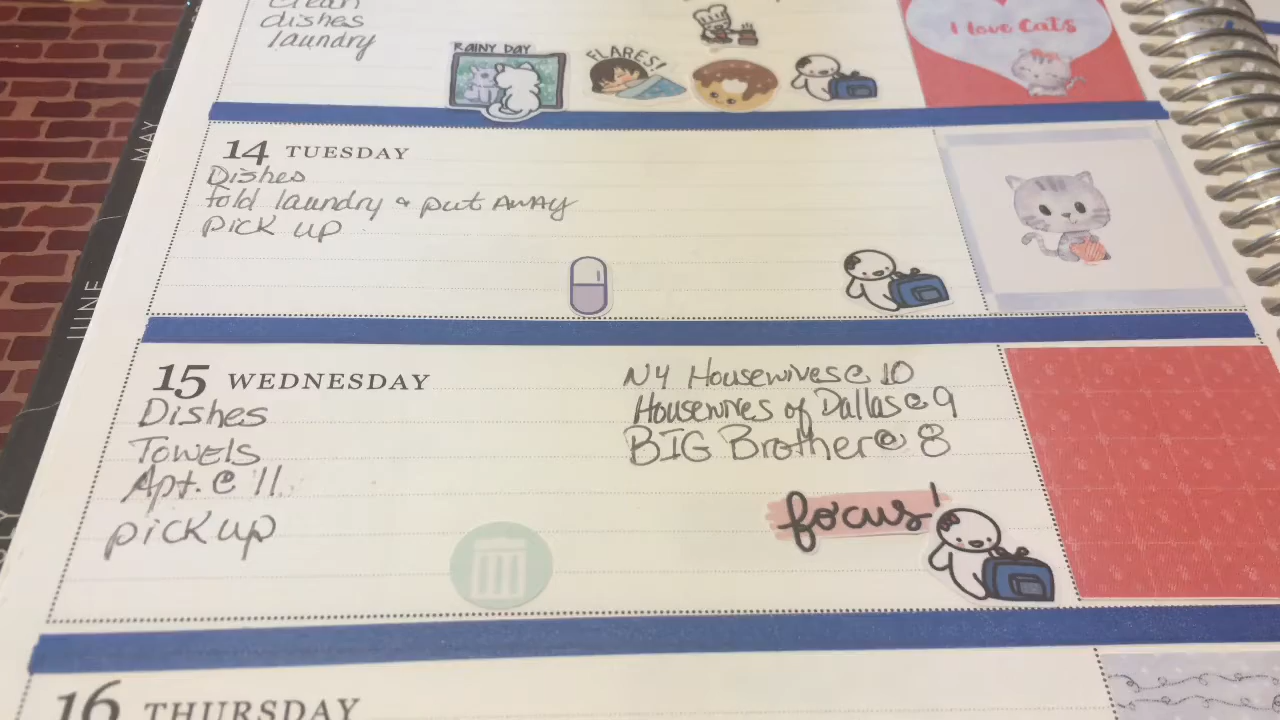 clean
dishes
laundry
RAINY DAY
FLARES!
I love Cats
MAY
14 TUESDAY
Dishes
fold laundry & put AWAY
pick up
JUNE
15 WEDNESDAY
Dishes
Towels
Apt. @ 11
pick up
NY Housewives @ 10
Housewives of Dallas @ 9
BIG Brother @ 8
focus!
16 THURSDAY